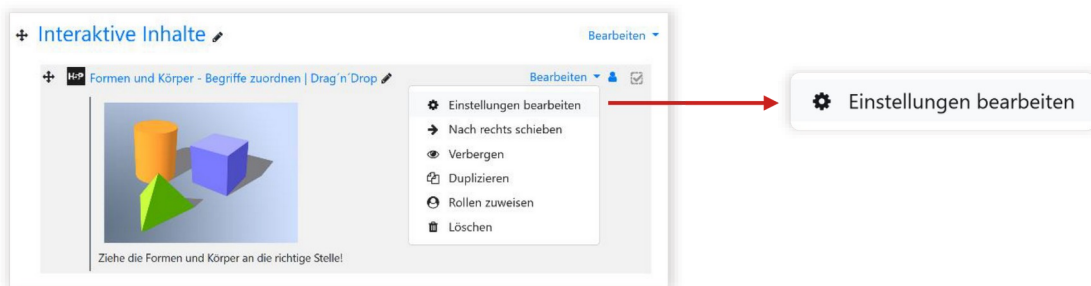 Interaktive Inhalte
Bearbeiten
H-P Formen und Körper - Begriffe zuordnen | Drag´n´Drop
Bearbeiten
Einstellungen bearbeiten
Nach rechts schieben
Verbergen
Duplizieren
Rollen zuweisen
Löschen
Ziehe die Formen und Körper an die richtige Stelle!
Einstellungen bearbeiten